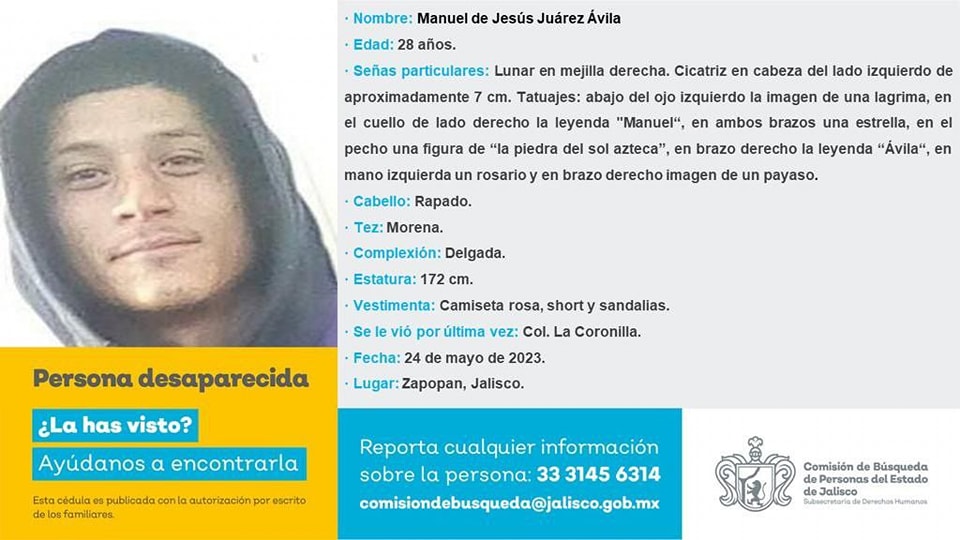 · Nombre: Manuel de Jesús Juárez Ávila
· Edad: 28 años.
· Señas particulares: Lunar en mejilla derecha. Cicatriz en cabeza del lado izquierdo de
aproximadamente 7 cm. Tatuajes: abajo del ojo izquierdo la imagen de una lagrima, en
el cuello de lado derecho la leyenda "Manuel“, en ambos brazos una estrella, en el
pecho una figura de “la piedra del sol azteca”, en brazo derecho la leyenda “Ávila“, en
mano izquierda un rosario y en brazo derecho imagen de un payaso.
· Cabello: Rapado.
· Tez: Morena.
· Complexión: Delgada.
· Estatura: 172 cm.
· Vestimenta: Camiseta rosa, short y sandalias.
· Se le vió por última vez: Col. La Coronilla.
· Fecha: 24 de mayo de 2023.
· Lugar: Zapopan, Jalisco.
Persona desaparecida
¿La has visto?
Ayúdanos a encontrarla
Esta cédula es publicada con la autorización por escrito
de los familiares.
Reporta cualquier información
sobre la persona: 33 3145 6314
comisiondebusqueda@jalisco.gob.mx
Comisión de Búsqueda
de Personas del Estado
de Jalisco
Subsecretaría de Derechos Humanos